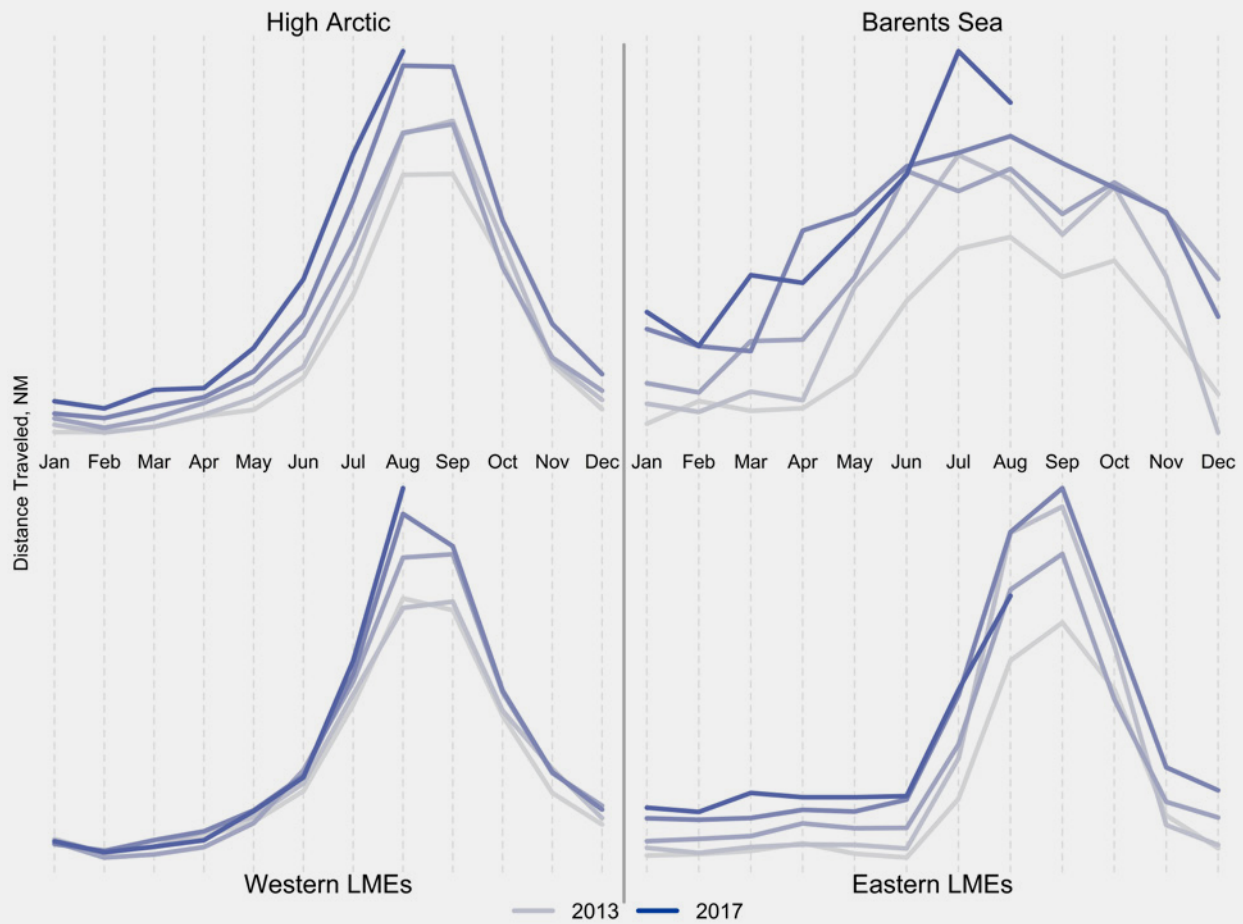 High Arctic
Barents Sea
Distance Traveled, NM
Jan Feb Mar Apr May Jun Jul Aug Sep Oct Nov Dec
Jan Feb Mar Apr May Jun Jul Aug Sep Oct Nov Dec
Western LMEs
Eastern LMEs
2013 2017